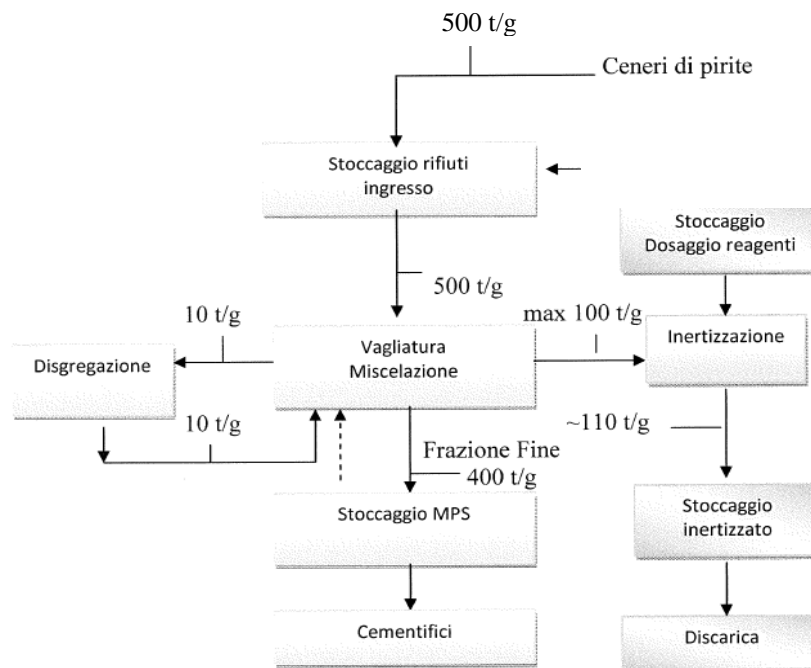 500 t/g
Ceneri di pirite
Stoccaggio rifiuti
ingresso
Stoccaggio
Dosaggio reagenti
500 t/g
10 t/g
max 100 t/g
Disgregazione
Vagliatura
Miscelazione
Inertizzazione
10 t/g
~110 t/g
Frazione Fine
400 t/g
Stoccaggio MPS
Stoccaggio
inertizzato
Cementifici
Discarica